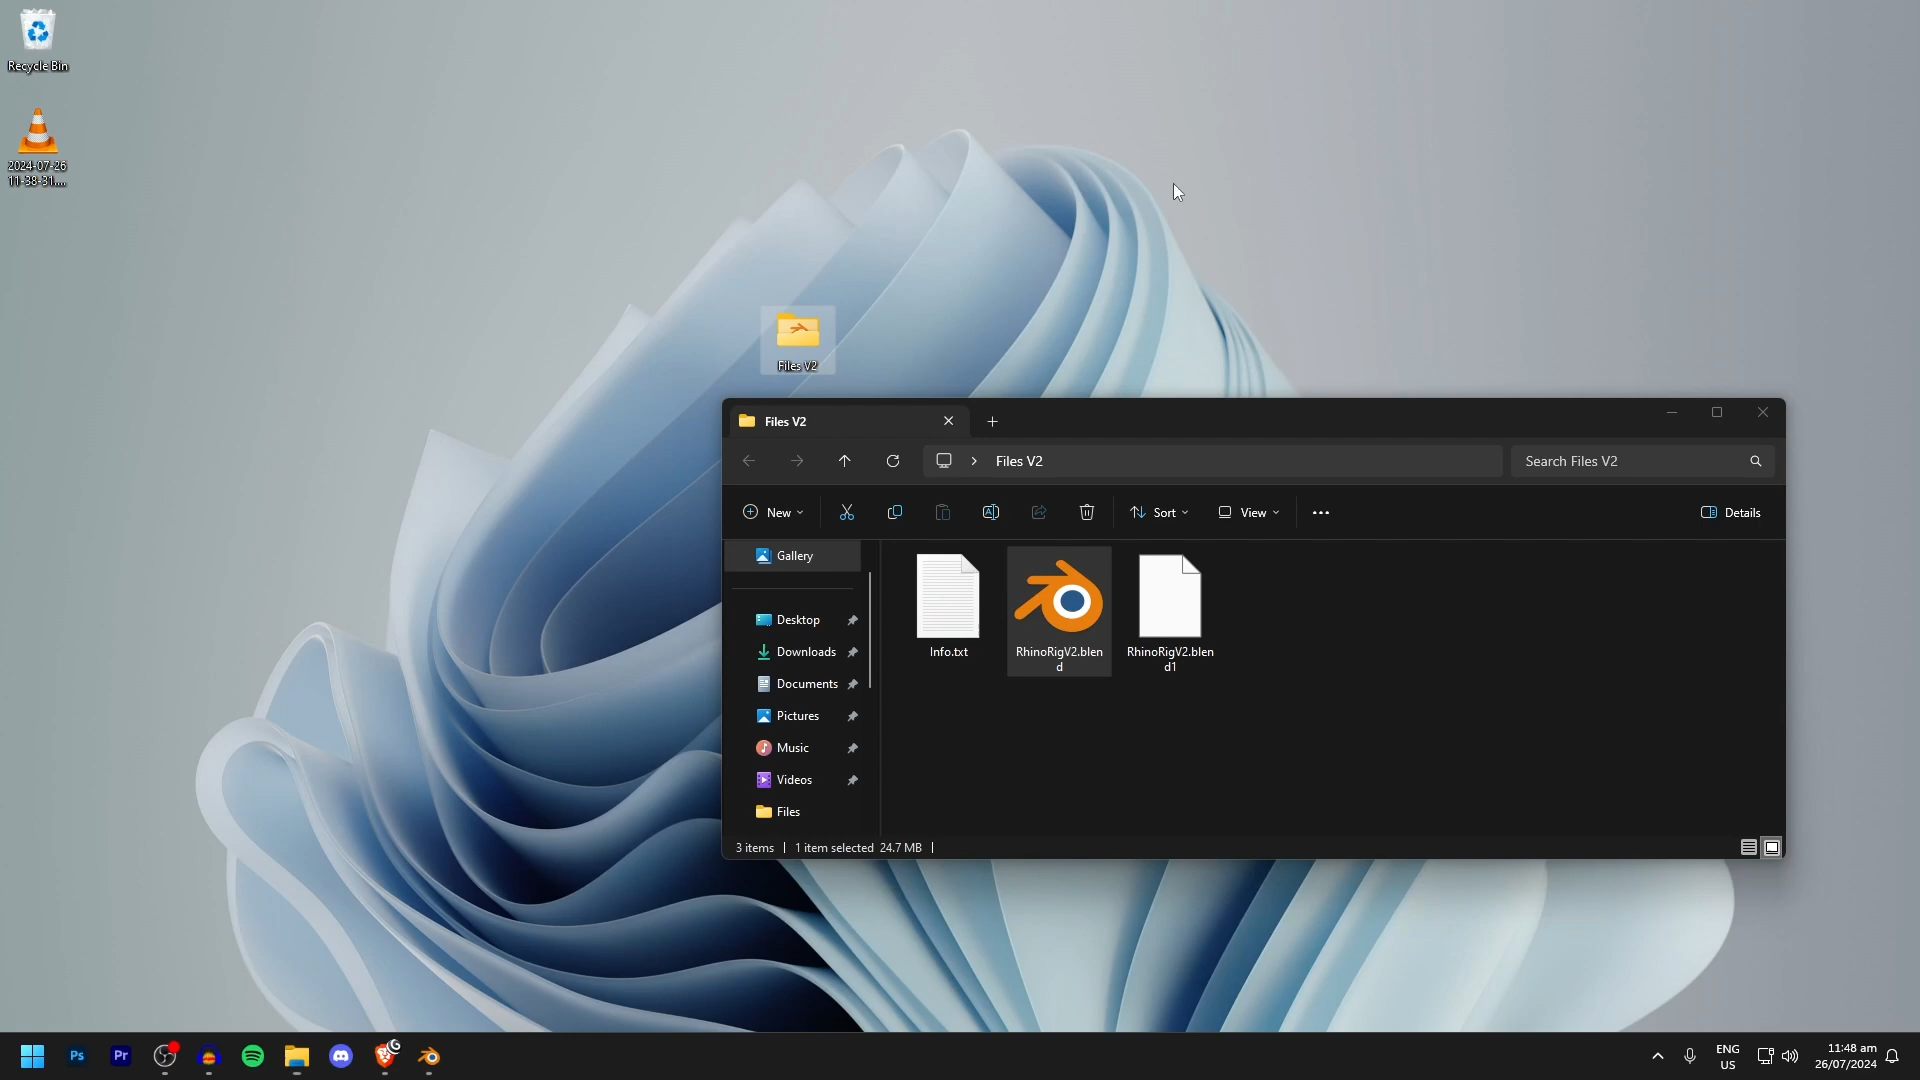 Recycle Bin
2024-07-26
11-38-31....
Files V2
Files V2
Files V2
Search Files V2
New
Sort
View
Details
Gallery
Desktop
Downloads
Documents
Pictures
Music
Videos
Files
Info.txt
RhinoRigV2.blen
d
RhinoRigV2.blen
d1
3 items
1 item selected 24.7 MB
Ps
Pr
G
ENG
US
11:48 am
26/07/2024